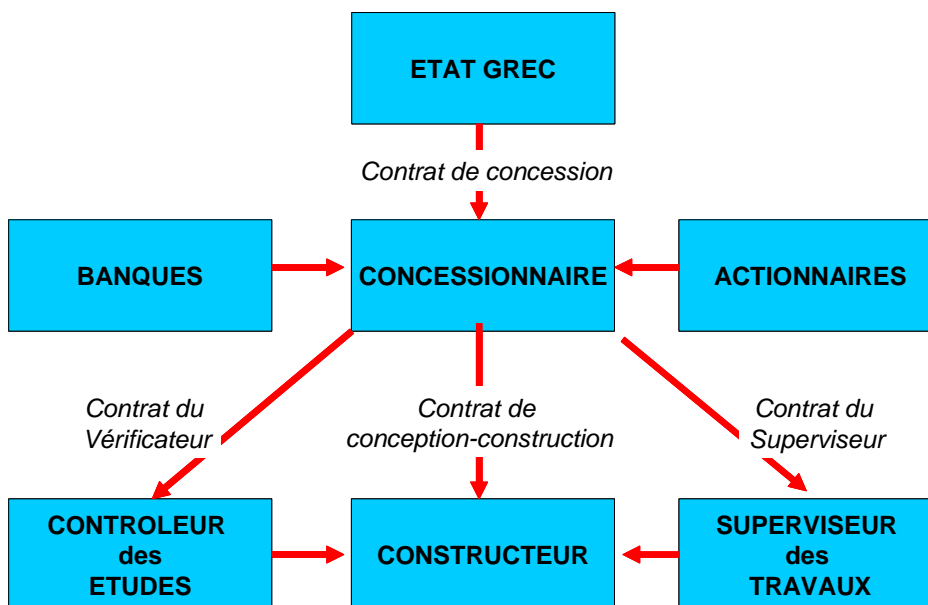 ETAT GREC
Contrat de concession
BANQUES
CONCESSIONNAIRE
ACTIONNAIRES
Contrat du
Vérificateur
Contrat de
conception-construction
Contrat du
Superviseur
CONTROLEUR
des
ETUDES
CONSTRUCTEUR
SUPERVISEUR
des
TRAVAUX